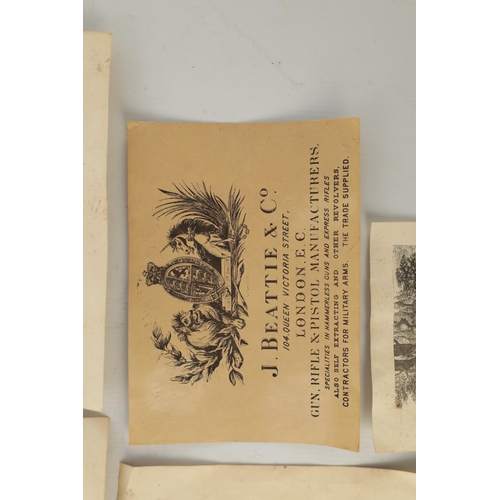 J. BEATTIE & Co
104, QUEEN VICTORIA STREET,
LONDON, E.C.
GUN, RIFLE & PISTOL MANUFACTURERS.
SPECIALITIES IN HAMMERLESS GUNS AND EXPRESS RIFLES
ALSO SELF EXTRACTING AND OTHER REVOLVERS,
CONTRACTORS FOR MILITARY ARMS. THE TRADE SUPPLIED.